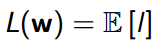 L(w) = 𝔼 [l]